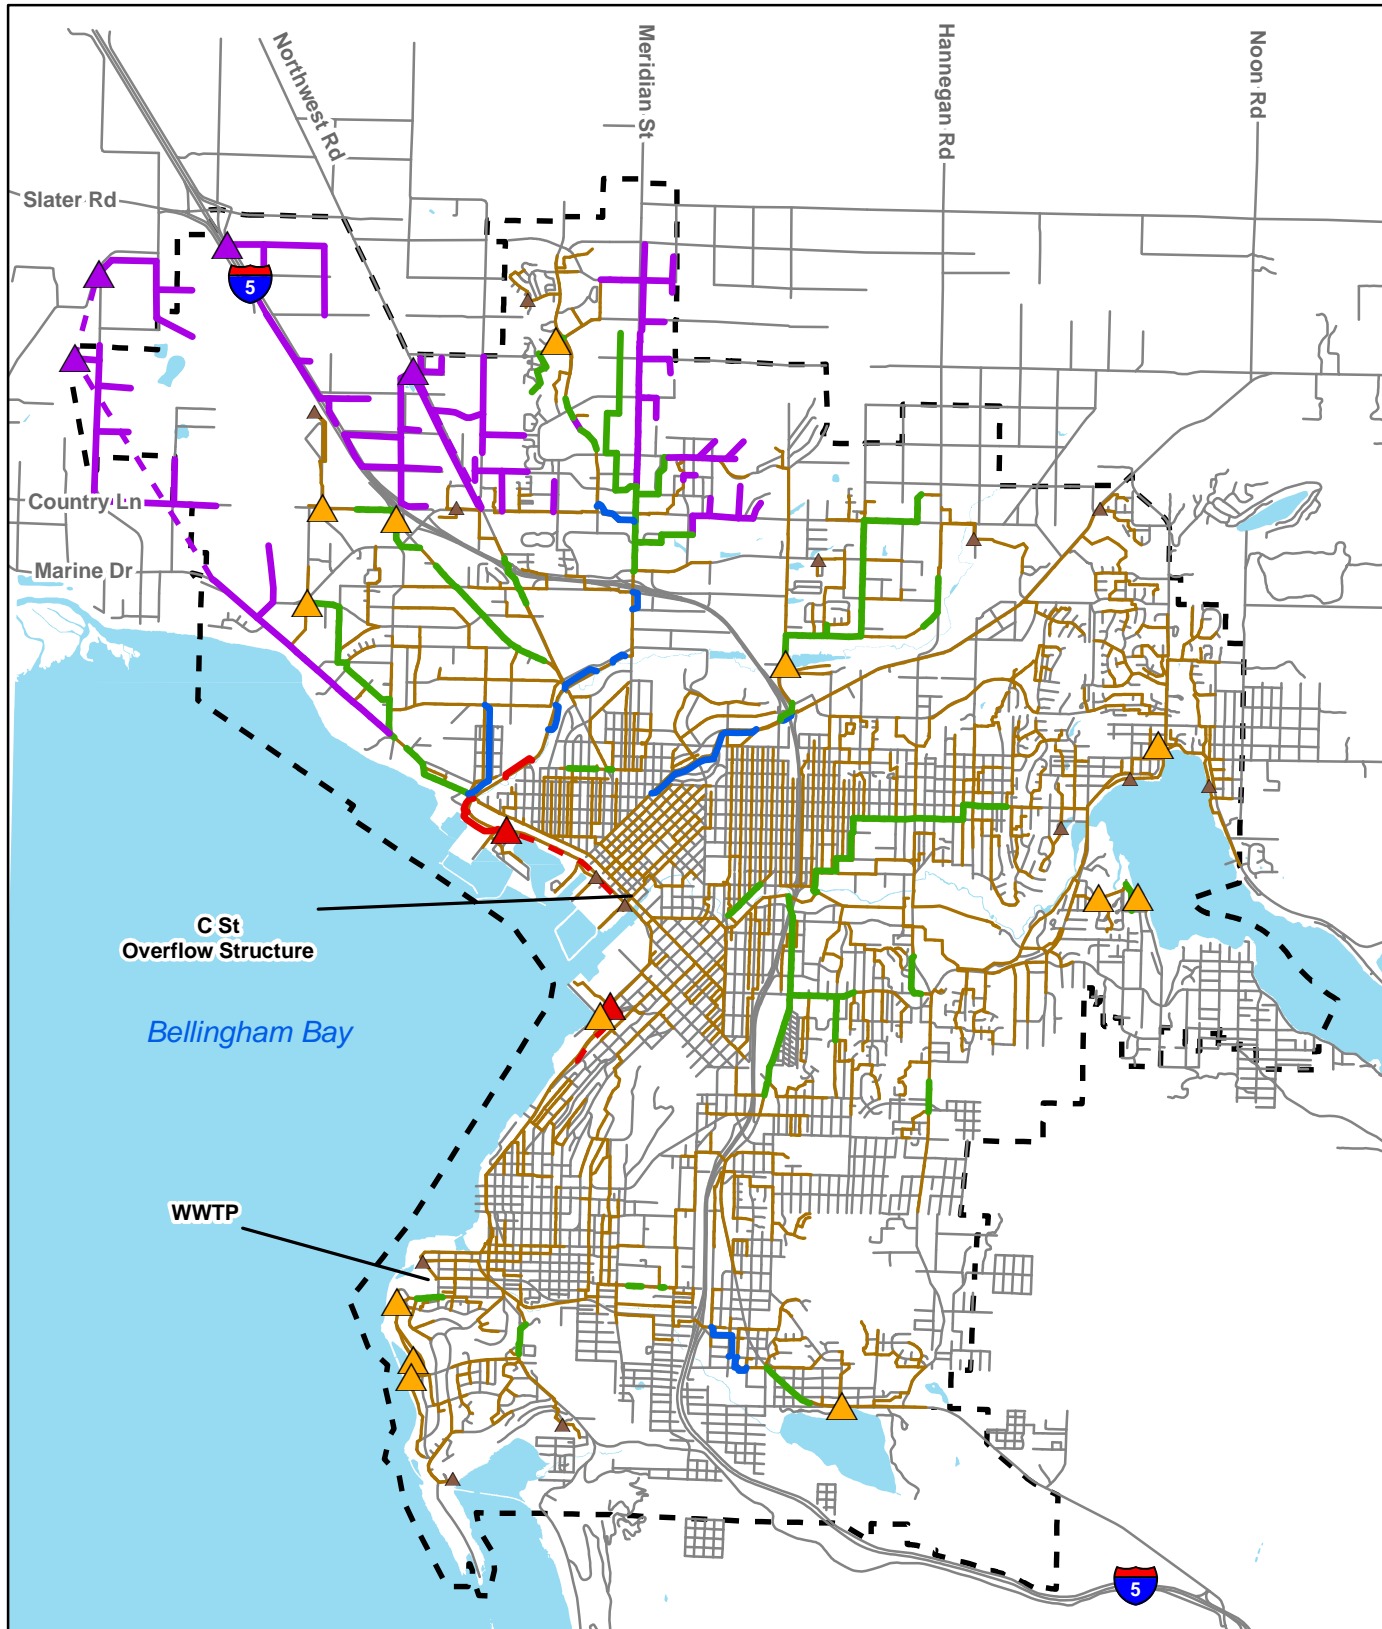 Northwest Rd
Meridian St
Hannegan Rd
Noon Rd
Slater Rd
5
Country Ln
Marine Dr
C St
Overflow Structure
Bellingham Bay
WWTP
5